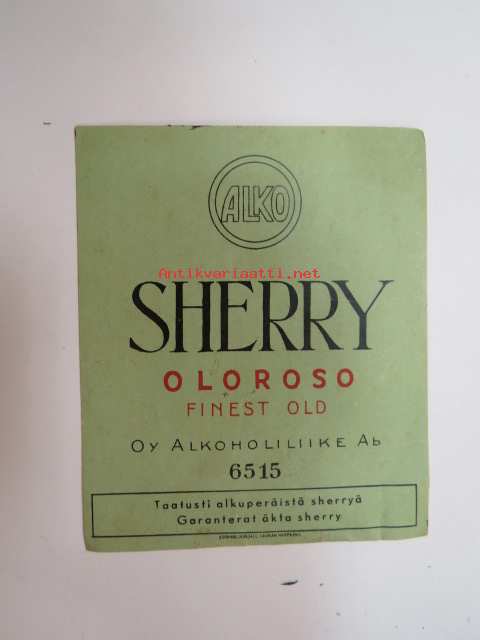 ALKO
Antikvariaatti.net
SHERRY
OLOROSO
FINEST OLD
Oy ALKOHOLILIIKE Ab
6515
Taatusti alkuperäistä sherryä
Garanterat äkta sherry